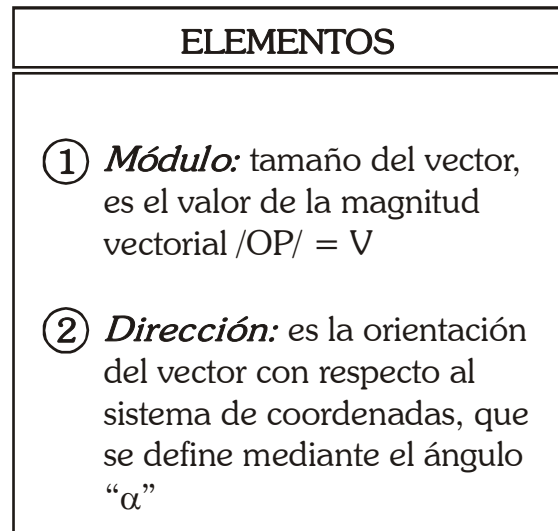 ELEMENTOS
① Módulo: tamaño del vector,
es el valor de la magnitud
vectorial /OP/ = V
② Dirección: es la orientación
del vector con respecto al
sistema de coordenadas, que
se define mediante el ángulo
“α”